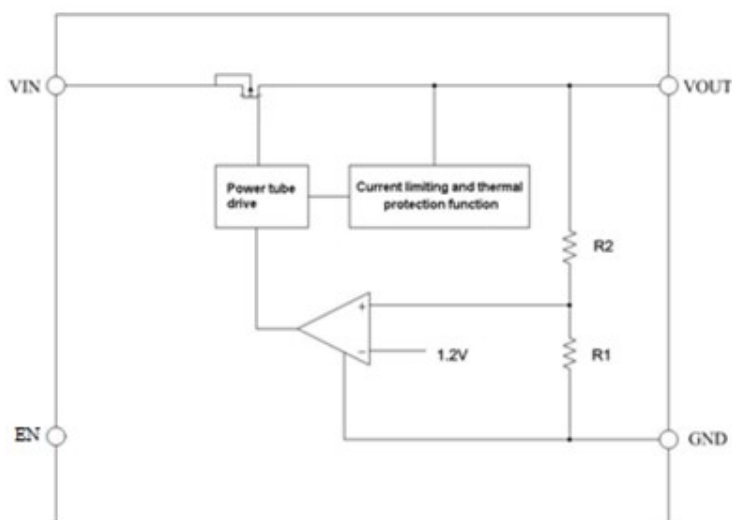 VIN
VOUT
Power tube
drive
Current limiting and thermal
protection function
R2
+
−
1.2V
R1
EN
GND